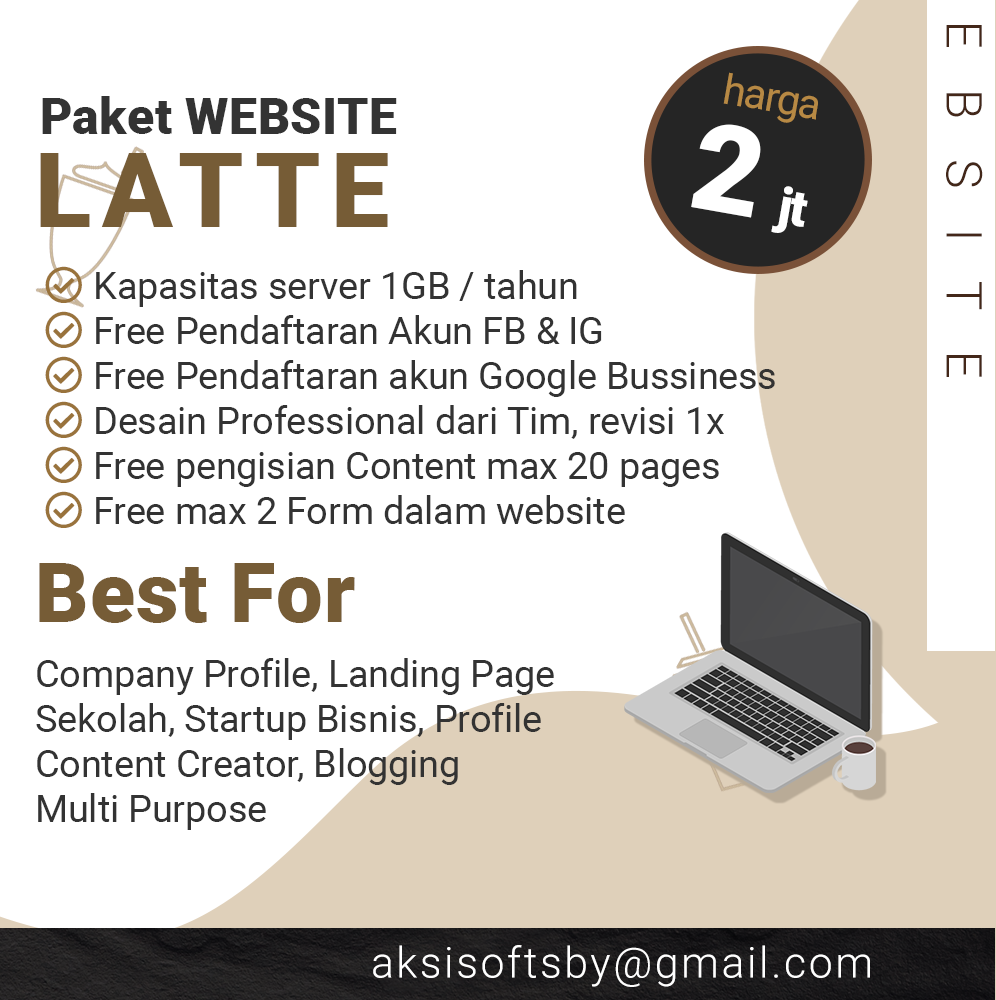 Paket WEBSITE
LATTE
harga
2 jt
Kapasitas server 1GB / tahun
Free Pendaftaran Akun FB & IG
Free Pendaftaran akun Google Bussiness
Desain Professional dari Tim, revisi 1x
Free pengisian Content max 20 pages
Free max 2 Form dalam website
Best For
Company Profile, Landing Page
Sekolah, Startup Bisnis, Profile
Content Creator, Blogging
Multi Purpose
EBSITE
aksisoftsby@gmail.com